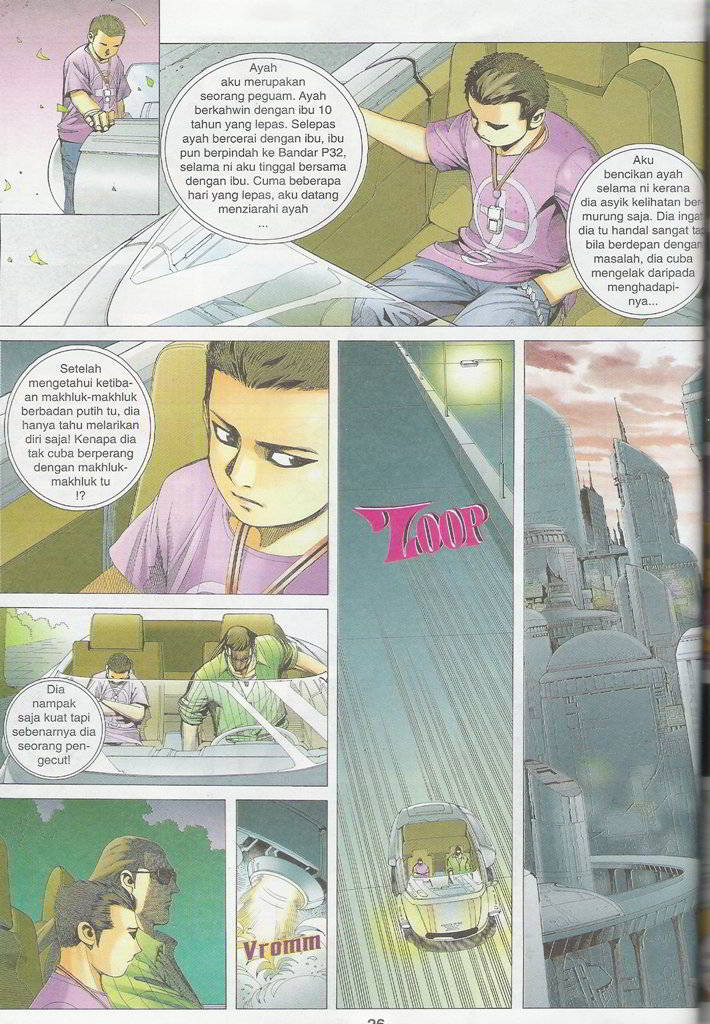 Ayah
aku merupakan
seorang peguam. Ayah
berkahwin dengan ibu 10
tahun yang lepas. Selepas
ayah bercerai dengan ibu, ibu
pun berpindah ke Bandar P32,
selama ni aku tinggal bersama
dengan ibu. Cuma beberapa
hari yang lepas, aku datang
menziarahi ayah
...
Aku
bencikan ayah
selama ni kerana
dia asyik kelihatan ber-
murung saja. Dia ingat
dia tu handal sangat
bila berdepan dengan
masalah, dia cuba
mengelak daripada
menghadapi-
nya...
Setelah
mengetahui ketiba-
an makhluk-makhluk
berbadan putih tu, dia
hanya tahu melarikan
diri saja! Kenapa dia
tak cuba berperang
dengan makhluk-
makhluk tu
!?
Dia
nampak
saja kuat tapi
sebenarnya dia
seorang pen-
gecut!
Vromm
ZOOP
26